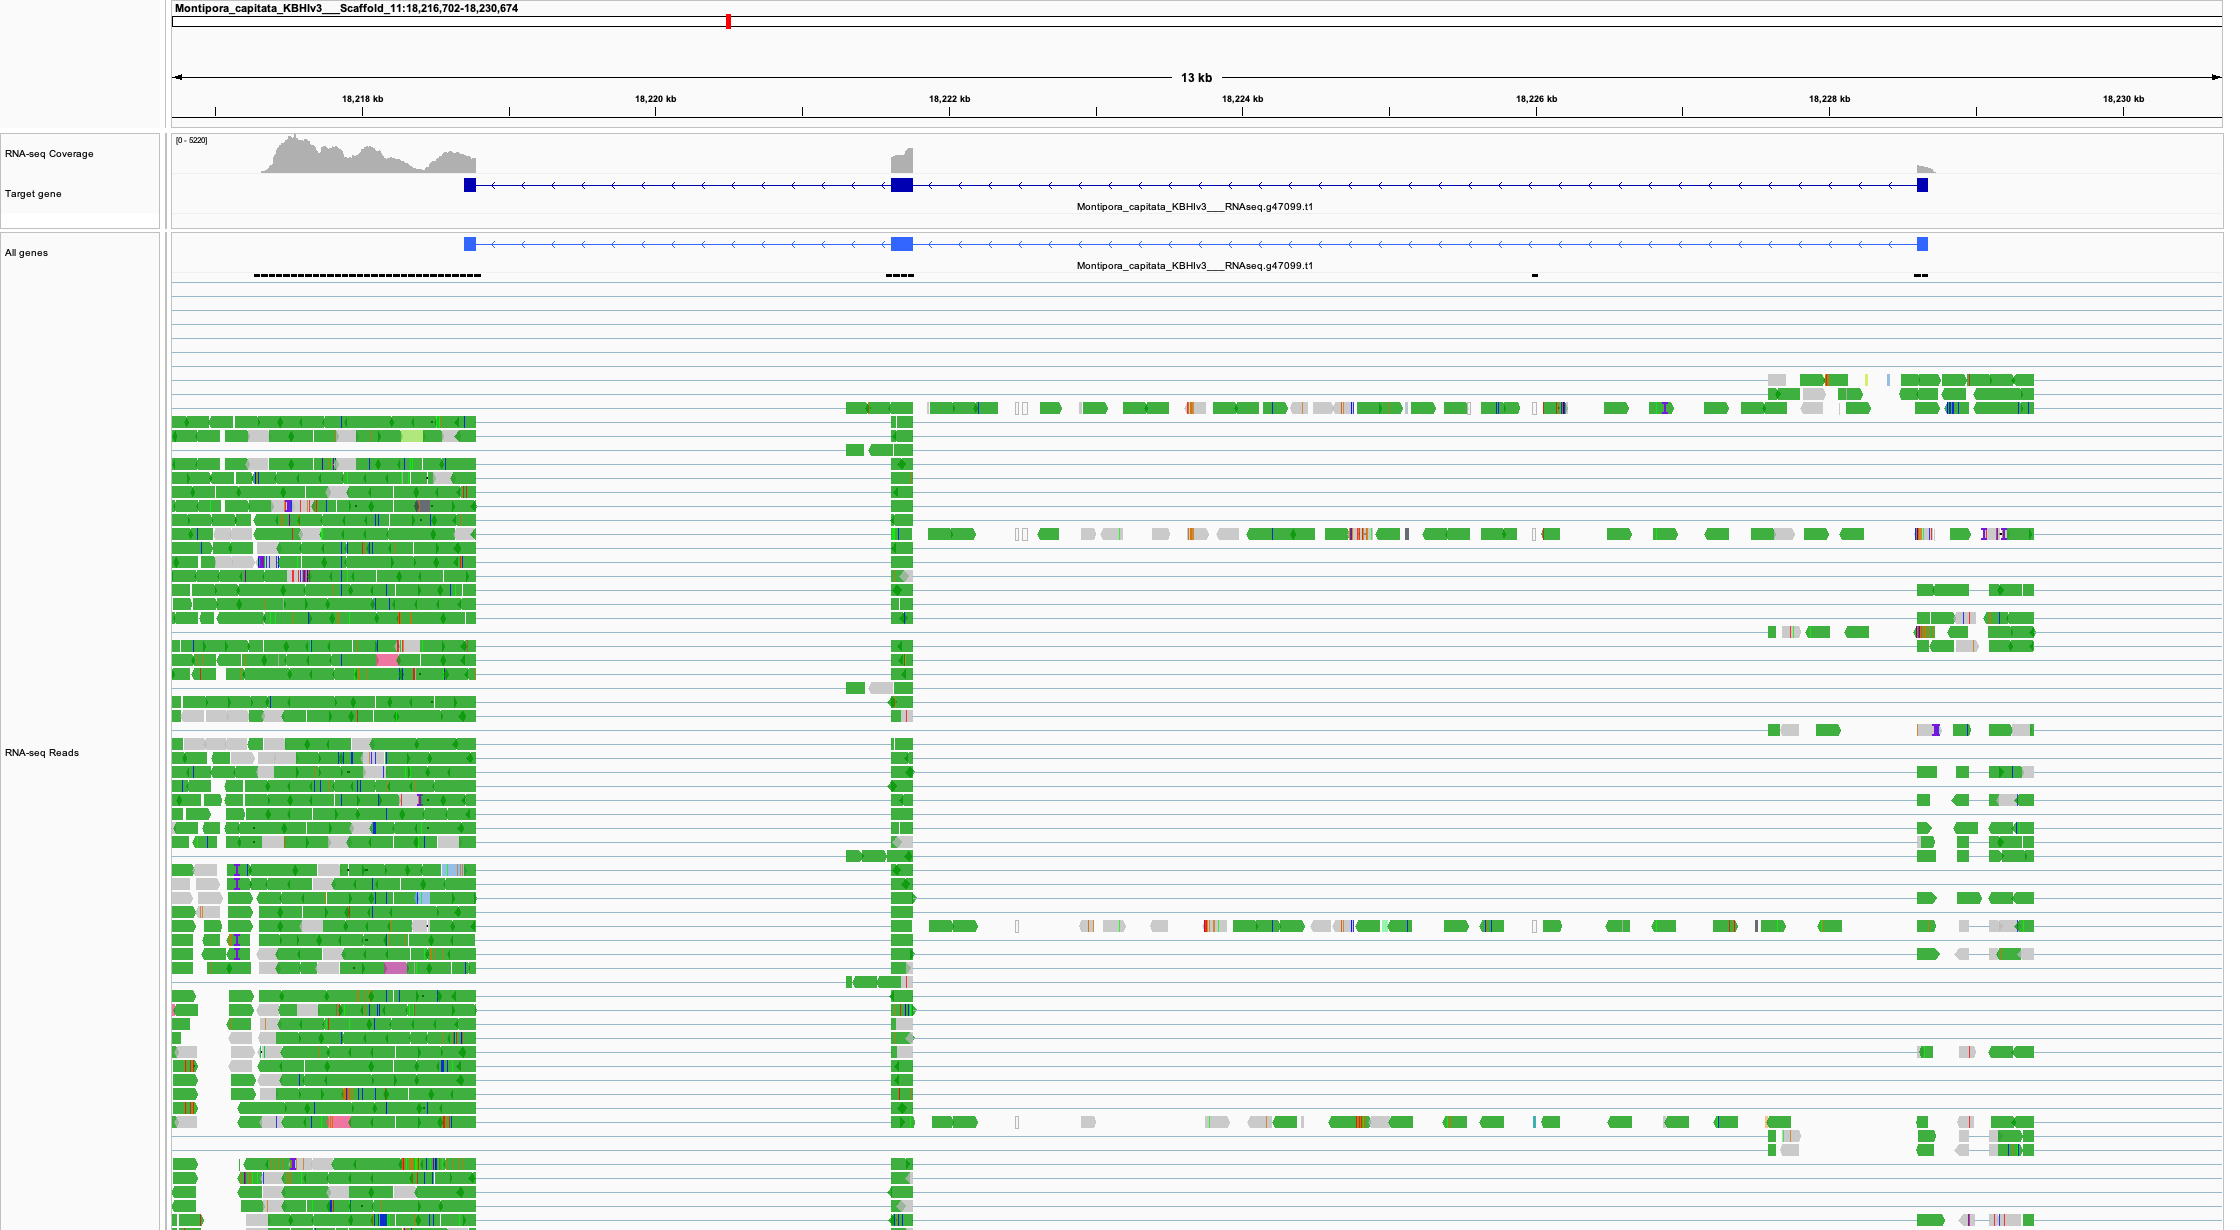 Montipora_capitata_KBHIv3___Scaffold_11:18,216,702-18,230,674
13 kb
18,218 kb 18,220 kb 18,222 kb 18,224 kb 18,226 kb 18,228 kb 18,230 kb
[0 - 5220]
RNA-seq Coverage
Target gene
Montipora_capitata_KBHIv3___RNAseq.g47099.t1
All genes
Montipora_capitata_KBHIv3___RNAseq.g47099.t1
RNA-seq Reads